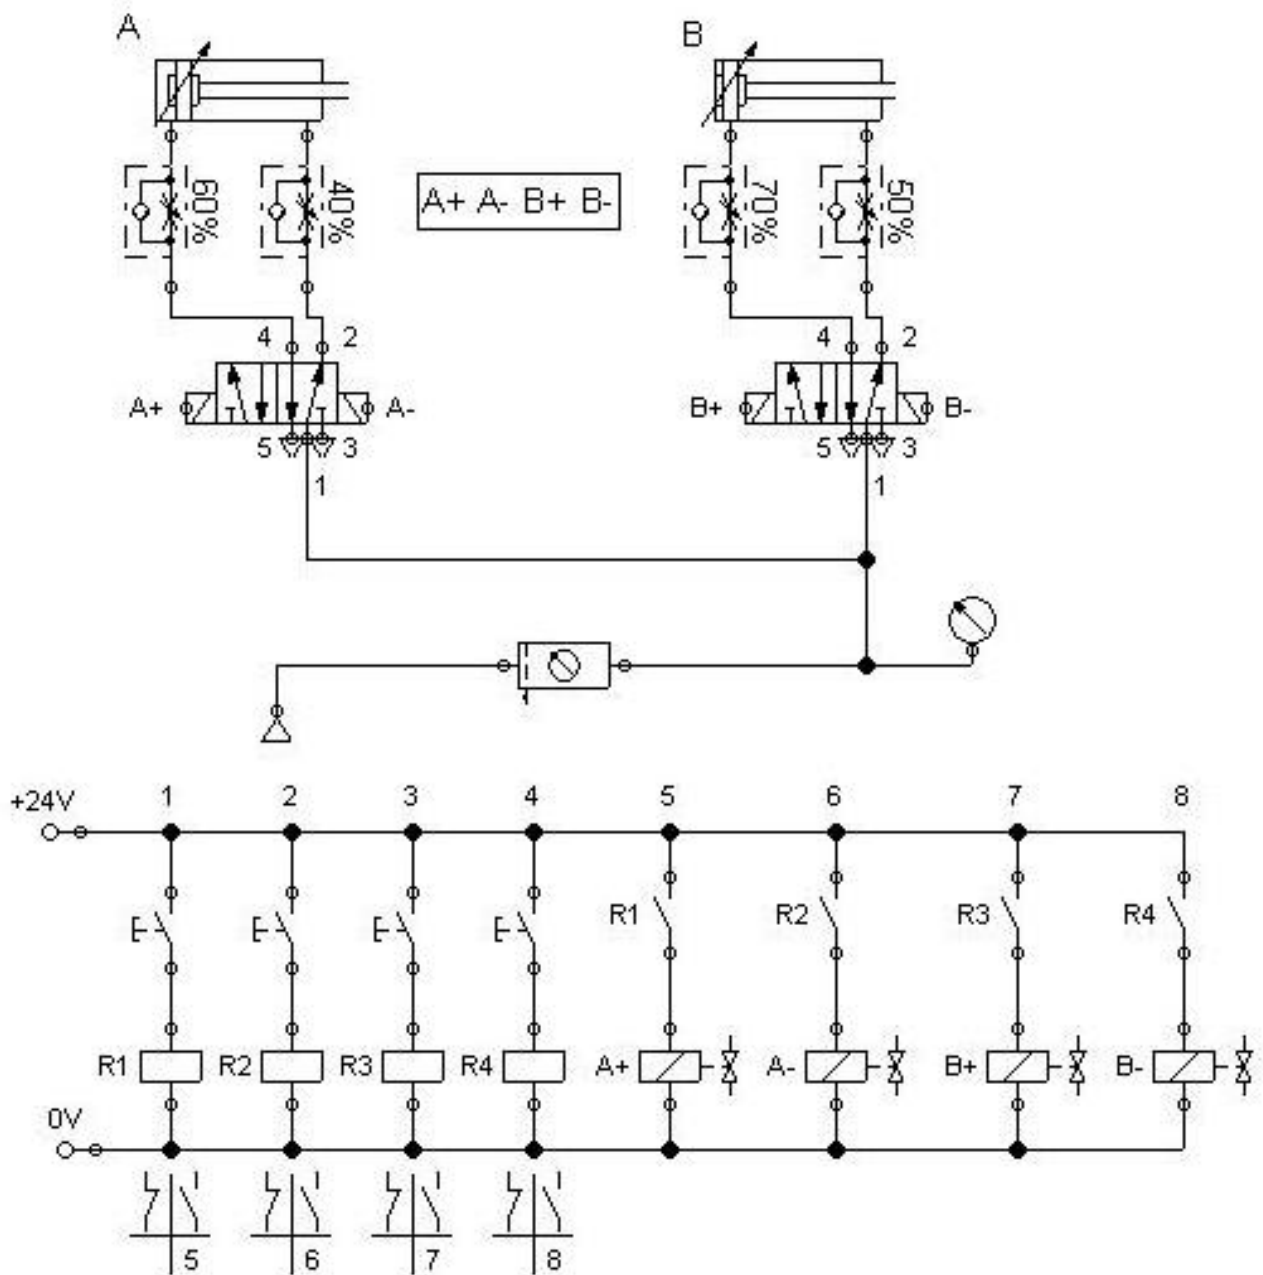 A B
60% 40% A+ A- B+ B- 70% 50%
4 2 4 2
A+ A- B+ B-
5 3 5 3
1 1
+24V 1 2 3 4 5 6 7 8
R1 R2 R3 R4
R1 R2 R3 R4 A+ A- B+ B-
0V
5 6 7 8